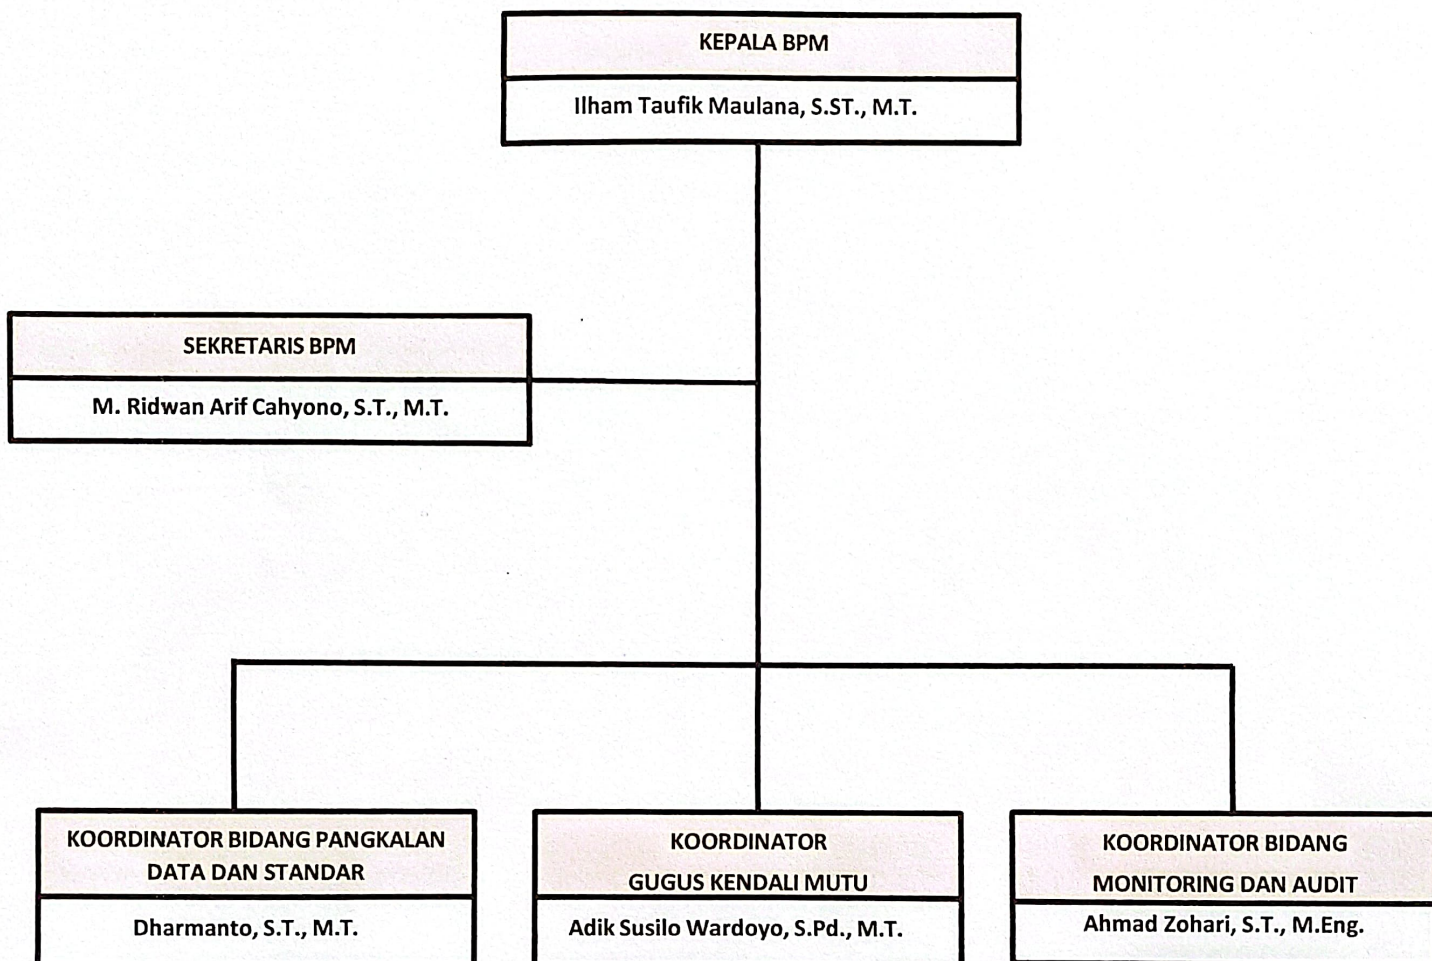 KEPALA BPM
Ilham Taufik Maulana, S.ST., M.T.
SEKRETARIS BPM
M. Ridwan Arif Cahyono, S.T., M.T.
KOORDINATOR BIDANG PANGKALAN
DATA DAN STANDAR
Dharmanto, S.T., M.T.
KOORDINATOR
GUGUS KENDALI MUTU
Adik Susilo Wardoyo, S.Pd., M.T.
KOORDINATOR BIDANG
MONITORING DAN AUDIT
Ahmad Zohari, S.T., M.Eng.